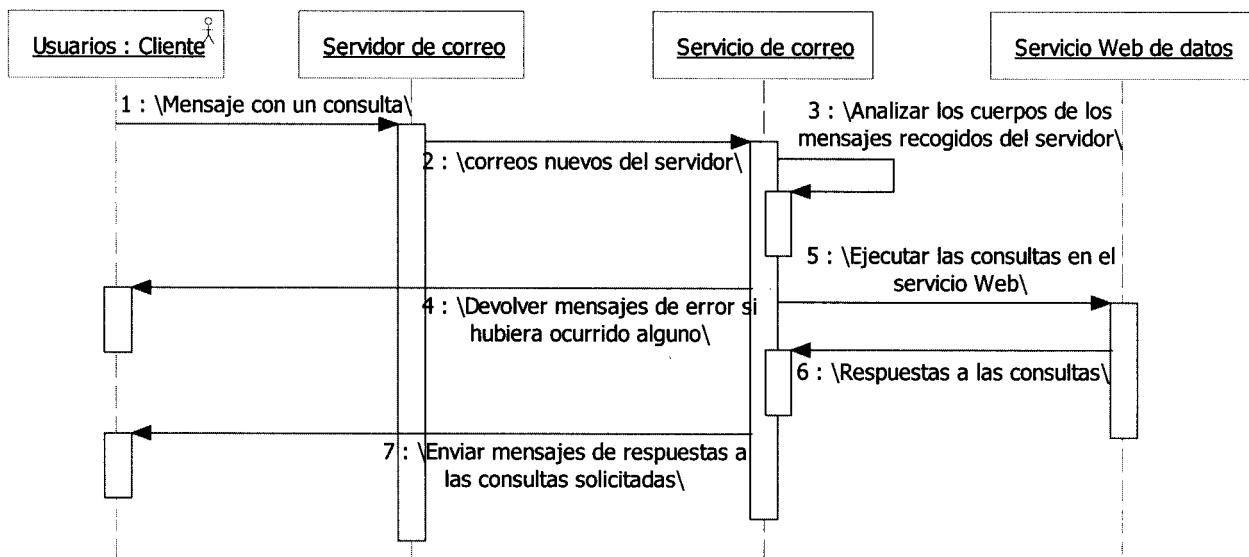 Usuarios : Cliente
Servidor de correo
Servicio de correo
Servicio Web de datos
1 : \Mensaje con un consulta\
2 : \correos nuevos del servidor\
3 : \Analizar los cuerpos de los
mensajes recogidos del servidor\
5 : \Ejecutar las consultas en el
servicio Web\
4 : \Devolver mensajes de error si
hubiera ocurrido alguno\
6 : \Respuestas a las consultas\
7 : \Enviar mensajes de respuestas a
las consultas solicitadas\